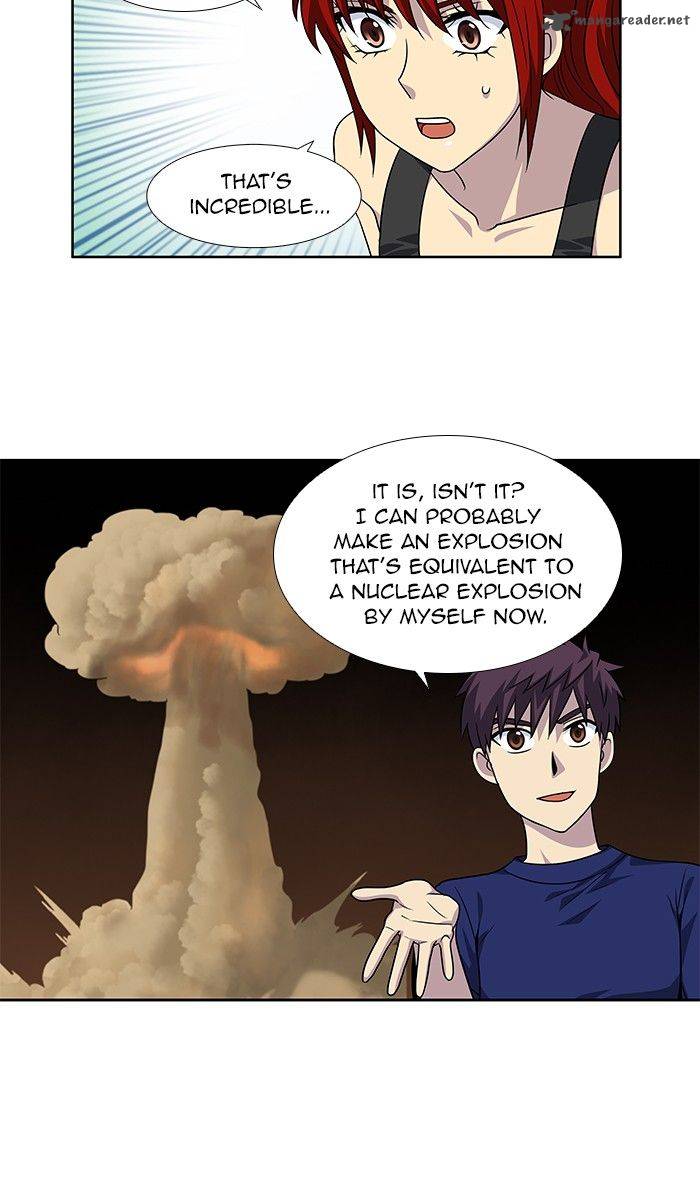 mangareader.net
THAT'S
INCREDIBLE...
IT IS, ISN'T IT?
I CAN PROBABLY
MAKE AN EXPLOSION
THAT'S EQUIVALENT TO
A NUCLEAR EXPLOSION
BY MYSELF NOW.